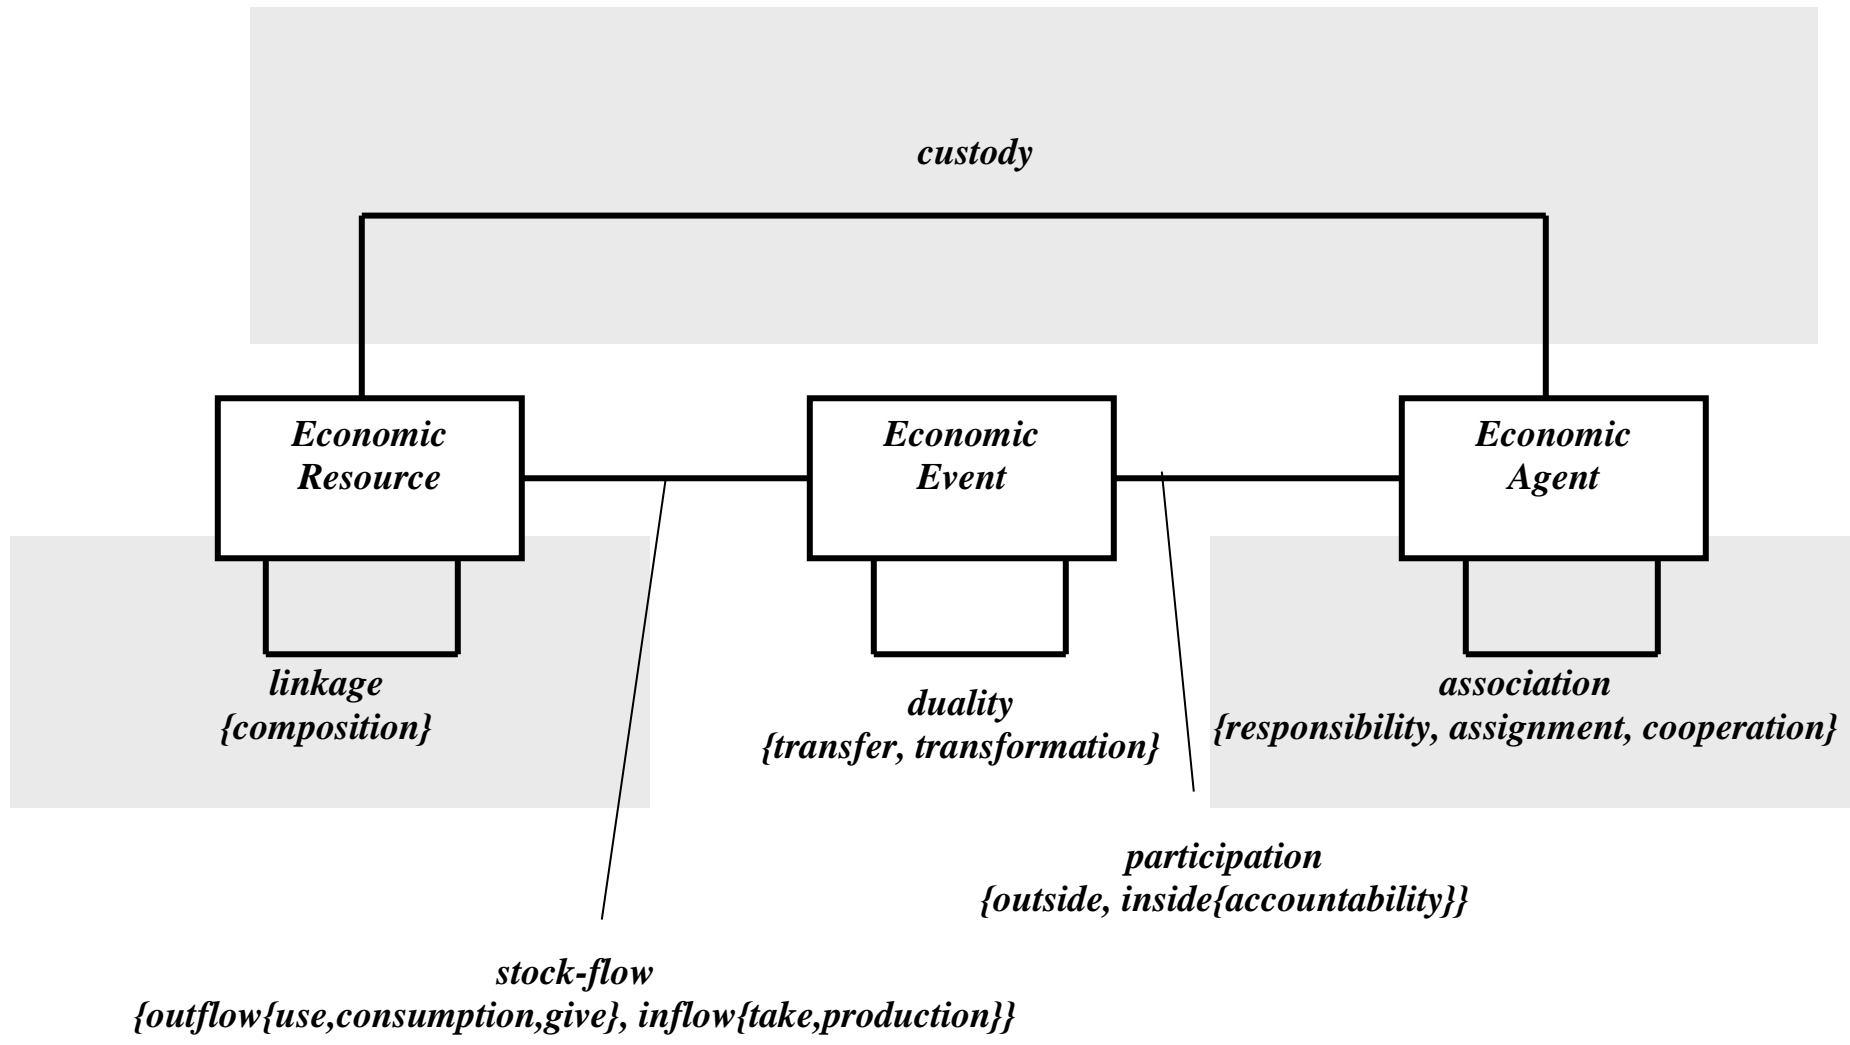 custody
Economic
Resource
Economic
Event
Economic
Agent
linkage
{composition}
duality
{transfer, transformation}
association
{responsibility, assignment, cooperation}
participation
{outside, inside{accountability}}
stock-flow
{outflow{use,consumption,give}, inflow{take,production}}